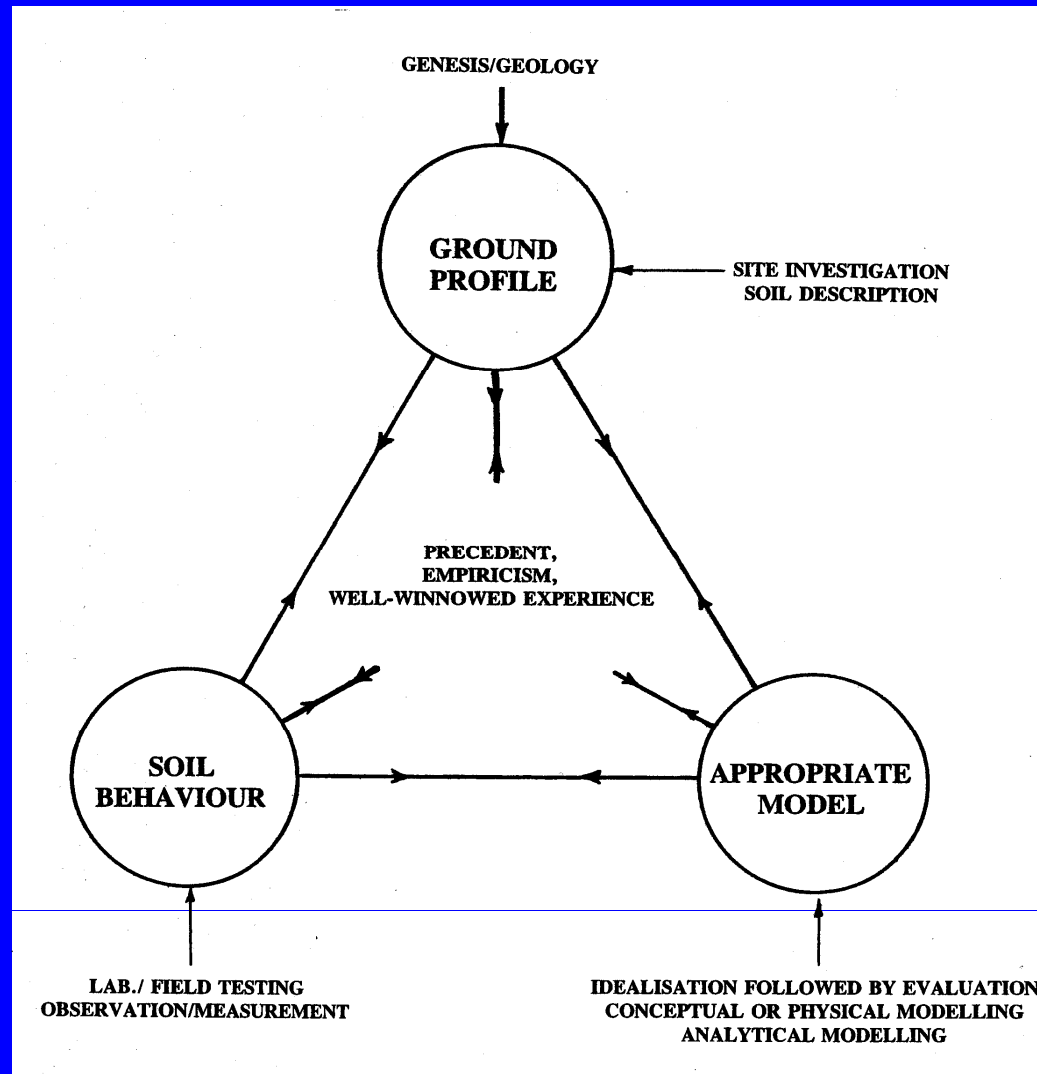 GENESIS/GEOLOGY
GROUND
PROFILE
SITE INVESTIGATION
SOIL DESCRIPTION
PRECEDENT,
EMPIRICISM,
WELL-WINNOWED EXPERIENCE
SOIL
BEHAVIOUR
APPROPRIATE
MODEL
LAB./ FIELD TESTING
OBSERVATION/MEASUREMENT
IDEALISATION FOLLOWED BY EVALUATION
CONCEPTUAL OR PHYSICAL MODELLING
ANALYTICAL MODELLING